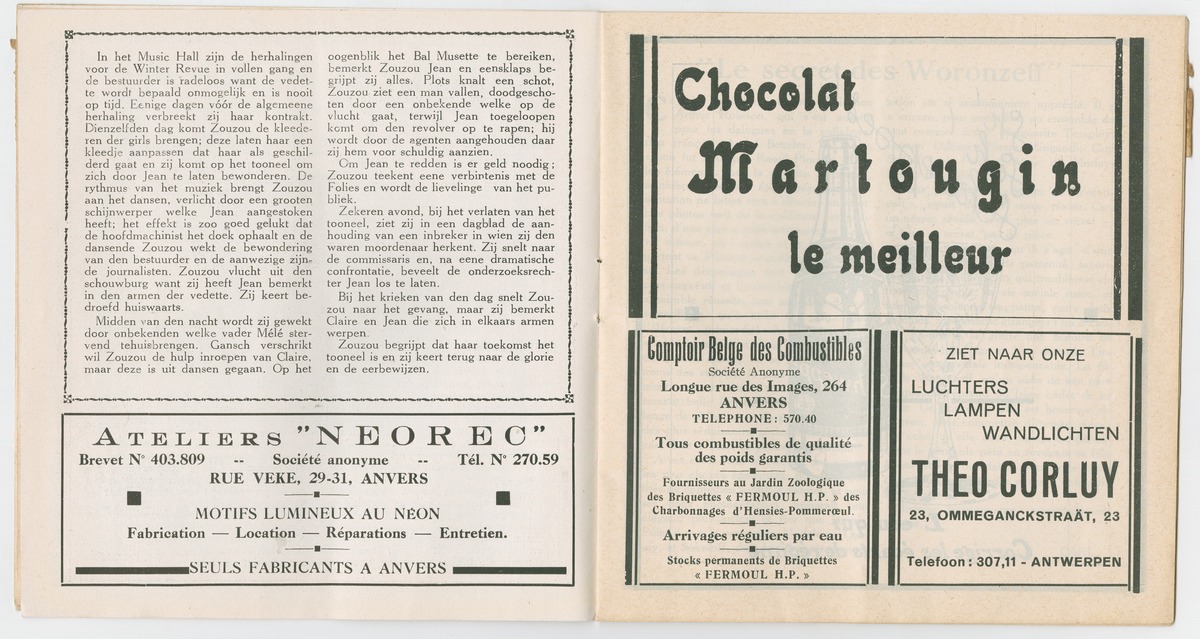 In het Music Hall zijn de herhalingen
voor de Winter Revue in vollen gang en
de bestuurder is radeloos want de vedet-
te wordt bepaald onmogelijk en is nooit
op tijd. Eenige dagen vóór de algemeene
herhaling verbreekt zij haar kontrakt.
Dienzelfden dag komt Zouzou de kleede-
ren der girls brengen; deze laten haar een
kleedje aanpassen dat haar als geschil-
derd gaat en zij komt op het tooneel om
zich door Jean te laten bewonderen. De
rythmus van het muziek brengt Zouzou
aan het dansen, verlicht door een grooten
schijnwerper welke Jean aangestoken
heeft; het effekt is zoo goed gelukt dat
de hoofdmachinist het doek ophaalt en de
dansende Zouzou wekt de bewondering
van den bestuurder en de aanwezige zijn-
de journalisten. Zouzou vlucht uit den
schouwburg want zij heeft Jean bemerkt
in den armen der vedette. Zij keert be-
droefd huiswaarts.
Midden van den nacht wordt zij gewekt
door onbekenden welke vader Mélé ster-
vend tehuisbrengen. Gansch verschrikt
wil Zouzou de hulp inroepen van Claire,
maar deze is uit dansen gegaan. Op het
oogenblik het Bal Musette te bereiken,
bemerkt Zouzou Jean en eensklaps be-
grijpt zij alles. Plots knalt een schot,
Zouzou ziet een man vallen, doodgescho-
ten door een onbekende welke op de
vlucht gaat, terwijl Jean toegeloopen
komt om den revolver op te rapen; hij
wordt door de agenten aangehouden daar
zij hem voor schuldig aanzien.
Om Jean te redden is er geld noodig;
Zouzou teekent eene verbintenis met de
Folies en wordt de lievelinge van het pu-
bliek.
Zekeren avond, bij het verlaten van het
tooneel, ziet zij in een dagblad de aan-
houding van een inbreker in wien zij den
waren moordenaar herkent. Zij snelt naar
de commissaris en, na eene dramatische
confrontatie, beveelt de onderzoeksrech-
ter Jean los te laten.
Bij het krieken van den dag snelt Zou-
zou naar het gevang, maar zij bemerkt
Claire en Jean die zich in elkaars armen
werpen.
Zouzou begrijpt dat haar toekomst het
tooneel is en zij keert terug naar de glorie
en de eerbewijzen.
ATELIERS "NEOREC"
Brevet N° 403.809 -- Société anonyme -- Tél. N° 270.59
RUE VEKE, 29-31, ANVERS
MOTIFS LUMINEUX AU NÉON
Fabrication — Location — Réparations — Entretien.
SEULS FABRICANTS A ANVERS
Chocolat
Martougin
le meilleur
Comptoir Belge des Combustibles
Société Anonyme
Longue rue des Images, 264
ANVERS
TELEPHONE: 570.40
Tous combustibles de qualité
des poids garantis
Fournisseurs au Jardin Zoologique
des Briquettes « FERMOUL H.P. » des
Charbonnages d'Hensies-Pommerœul.
Arrivages réguliers par eau
Stocks permanents de Briquettes
« FERMOUL H.P. »
ZIET NAAR ONZE
LUCHTERS
LAMPEN
WANDLICHTEN
THEO CORLUY
23, OMMEGANCKSTRAÄT, 23
Telefoon: 307,11 - ANTWERPEN